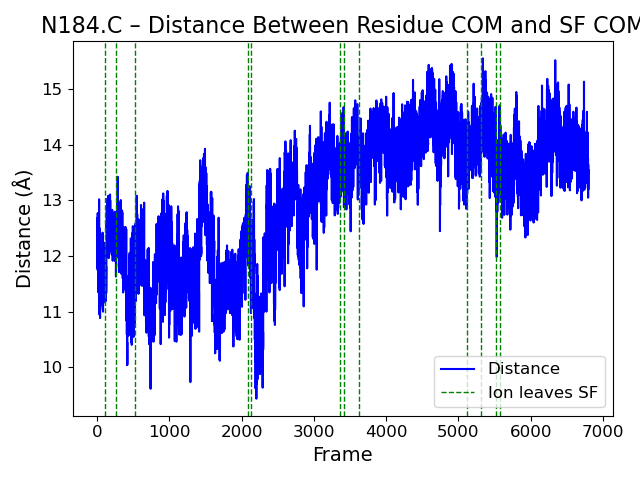 N184.C – Distance Between Residue COM and SF COM
Distance (Å)
15
14
13
12
11
10
Distance
Ion leaves SF
0 1000 2000 3000 4000 5000 6000 7000
Frame